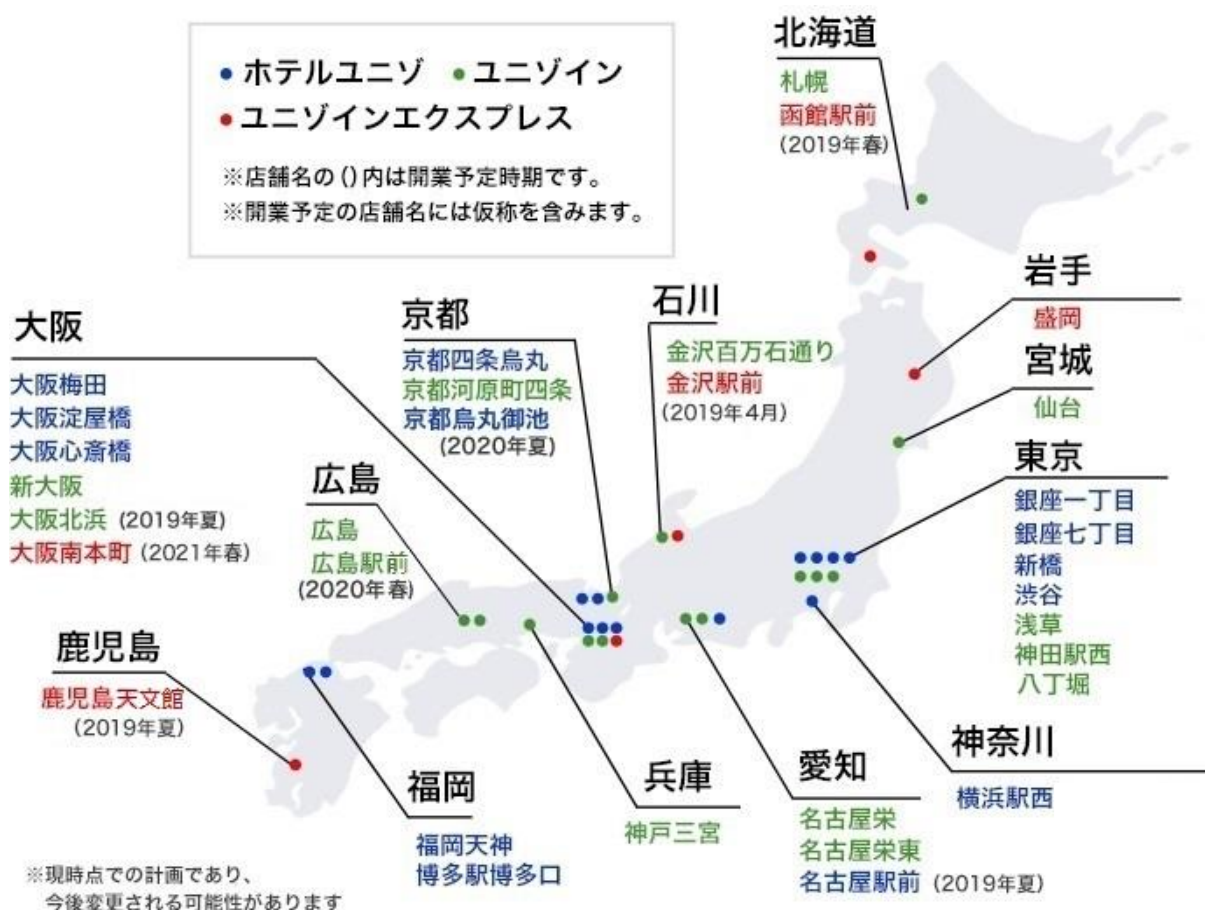 ● ホテルユニゾ ● ユニゾイン
● ユニゾインエクスプレス
※店舗名の()内は開業予定時期です。
※開業予定の店舗名には仮称を含みます。
北海道
札幌
函館駅前
(2019年春)
岩手
盛岡
宮城
仙台
東京
銀座一丁目
銀座七丁目
新橋
渋谷
浅草
神田駅西
八丁堀
神奈川
横浜駅西
石川
金沢百万石通り
金沢駅前
(2019年4月)
京都
京都四条烏丸
京都河原町四条
京都烏丸御池
(2020年夏)
大阪
大阪梅田
大阪淀屋橋
大阪心斎橋
新大阪
大阪北浜 (2019年夏)
大阪南本町 (2021年春)
広島
広島
広島駅前
(2020年春)
鹿児島
鹿児島天文館
(2019年夏)
福岡
福岡天神
博多駅博多口
兵庫
神戸三宮
愛知
名古屋栄
名古屋栄東
名古屋駅前 (2019年夏)
※現時点での計画であり、
今後変更される可能性があります